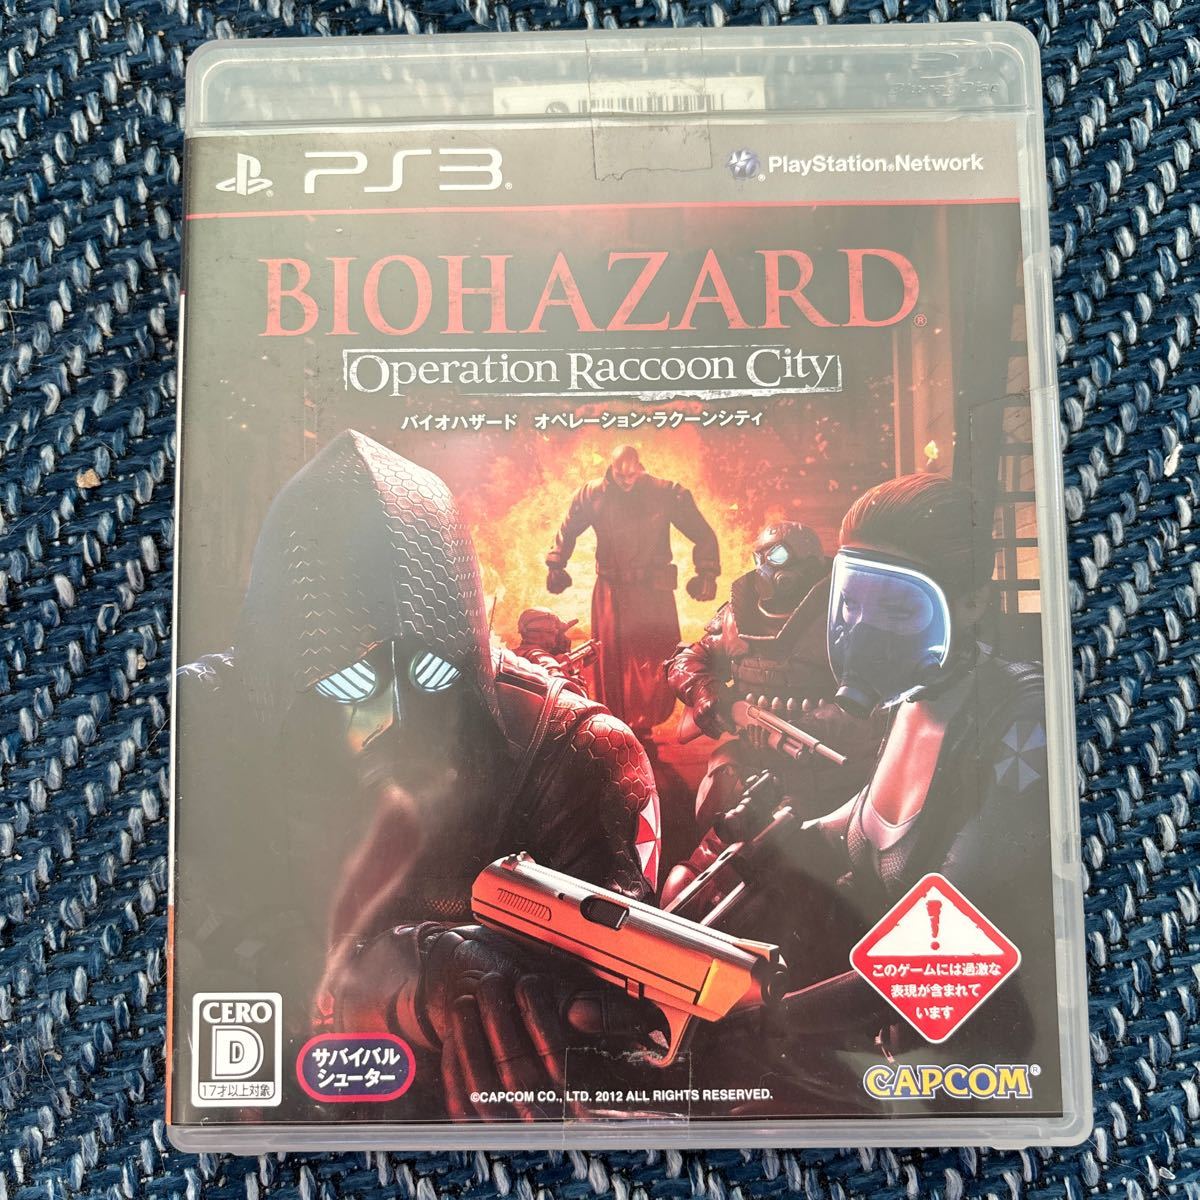 PS3
PlayStation®Network
BIOHAZARD®
Operation Raccoon City
バイオハザード オペレーション・ラクーンシティ
このゲームには過激な
表現が含まれて
います
CERO
D
17才以上対象
サバイバル
シューター
CAPCOM®
©CAPCOM CO., LTD. 2012 ALL RIGHTS RESERVED.